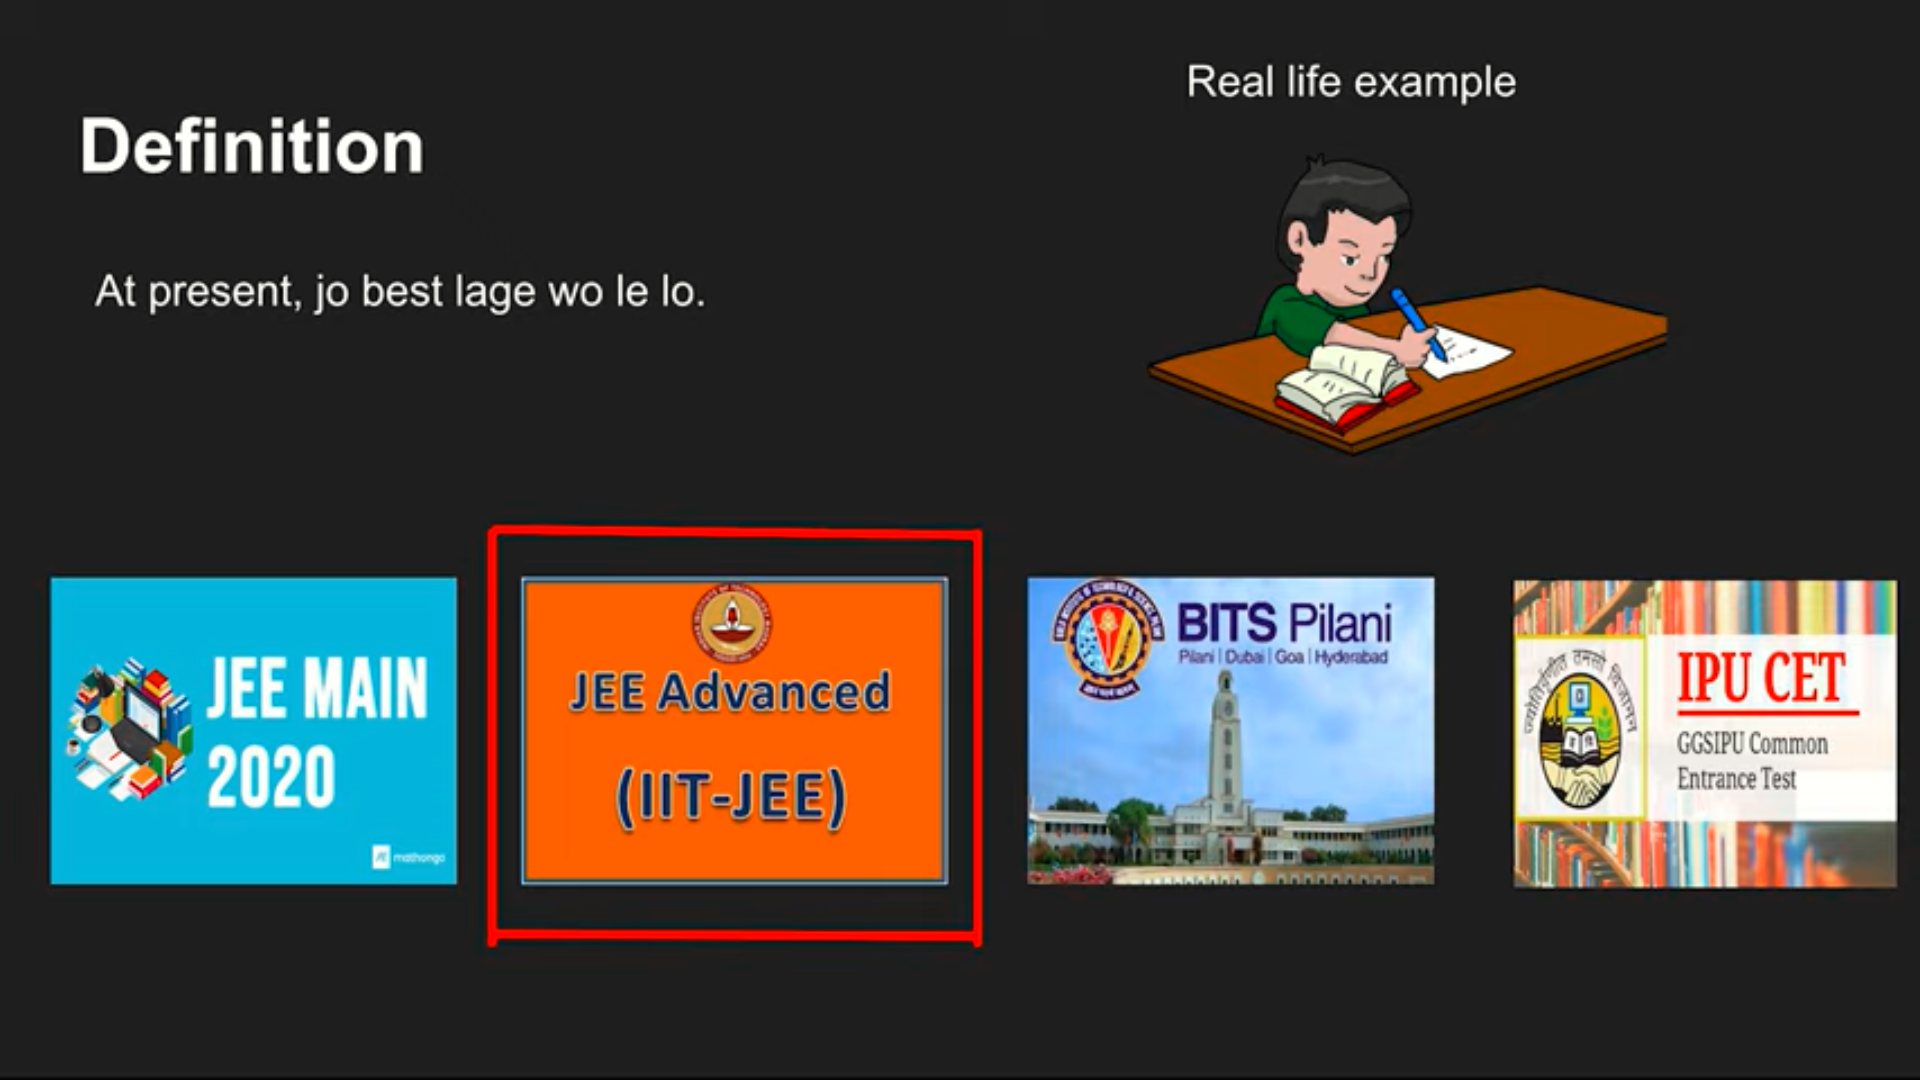 Real life example
Definition
At present, jo best lage wo le lo.
JEE MAIN
2020
mathongo
JEE Advanced
(IIT-JEE)
BITS Pilani
Pilani | Dubai | Goa | Hyderabad
IPU CET
GGSIPU Common
Entrance Test